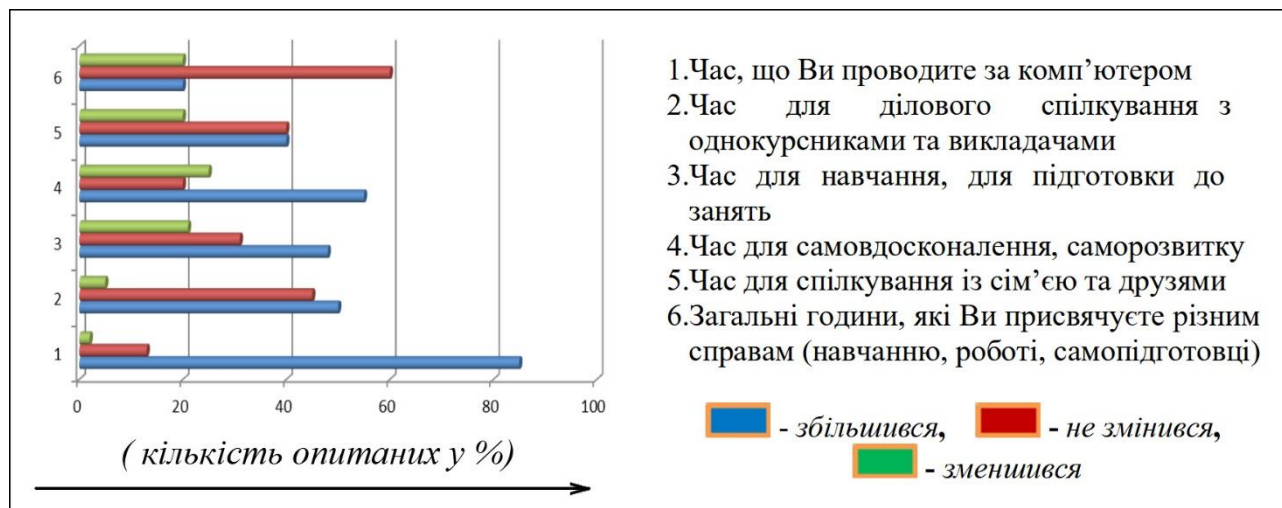 6
5
4
3
2
1
0 20 40 60 80 100
( кількість опитаних у %)
1.Час, що Ви проводите за комп’ютером
2.Час для ділового спілкування з
однокурсниками та викладачами
3.Час для навчання, для підготовки до
занять
4.Час для самовдосконалення, саморозвитку
5.Час для спілкування із сім’єю та друзями
6.Загальні години, які Ви присвячуєте різним
справам (навчанню, роботі, самопідготовці)
- збільшився, - не змінився,
- зменшився